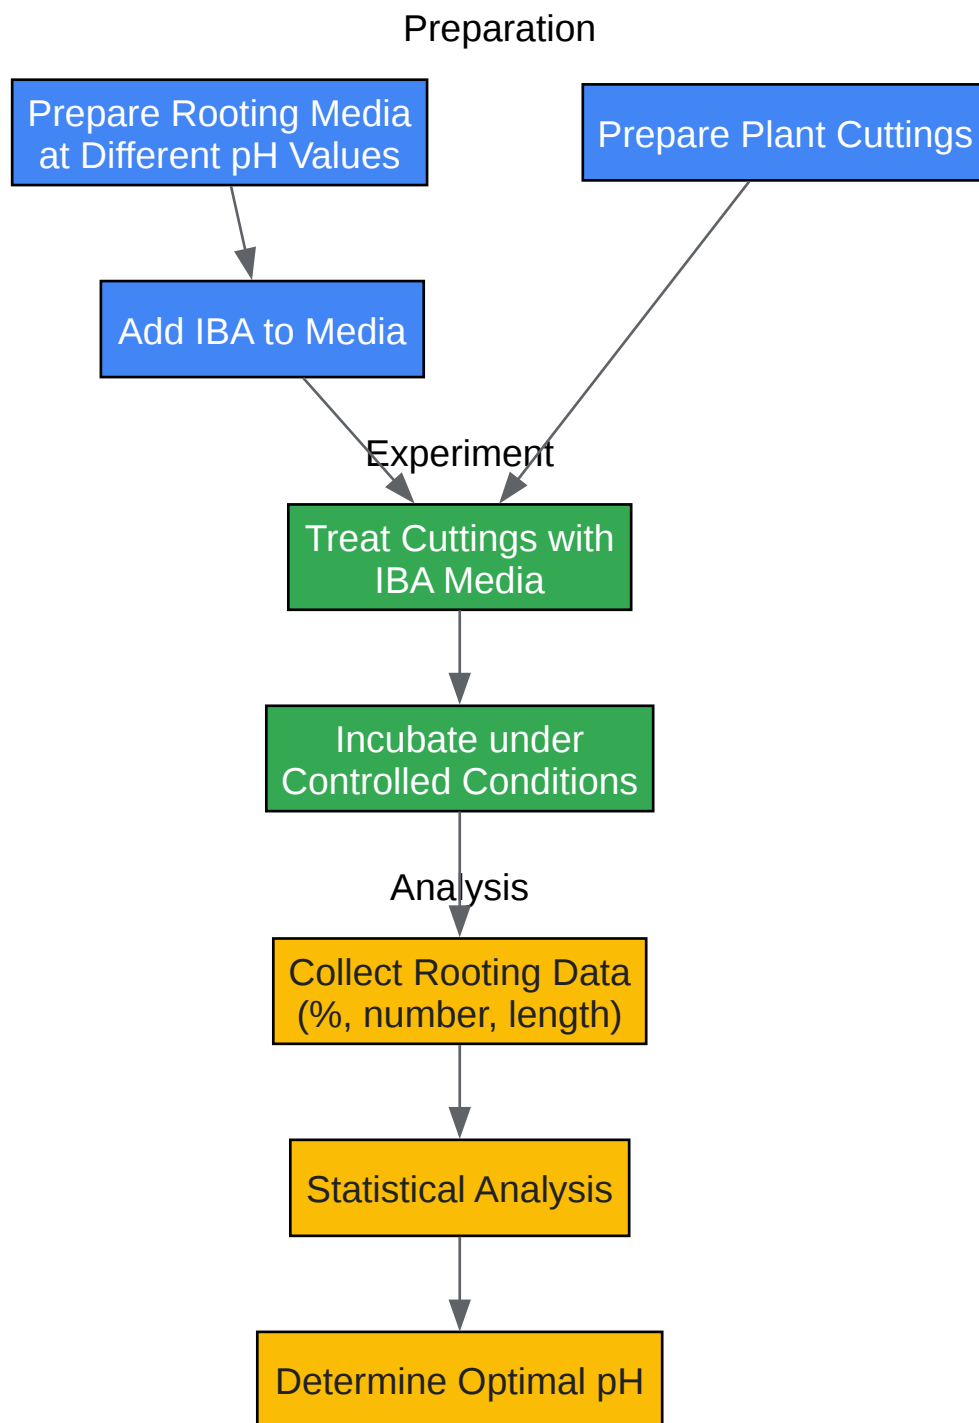 Preparation
Prepare Rooting Media
at Different pH Values
Prepare Plant Cuttings
Add IBA to Media
Experiment
Treat Cuttings with
IBA Media
Incubate under
Controlled Conditions
Analysis
Collect Rooting Data
(%, number, length)
Statistical Analysis
Determine Optimal pH